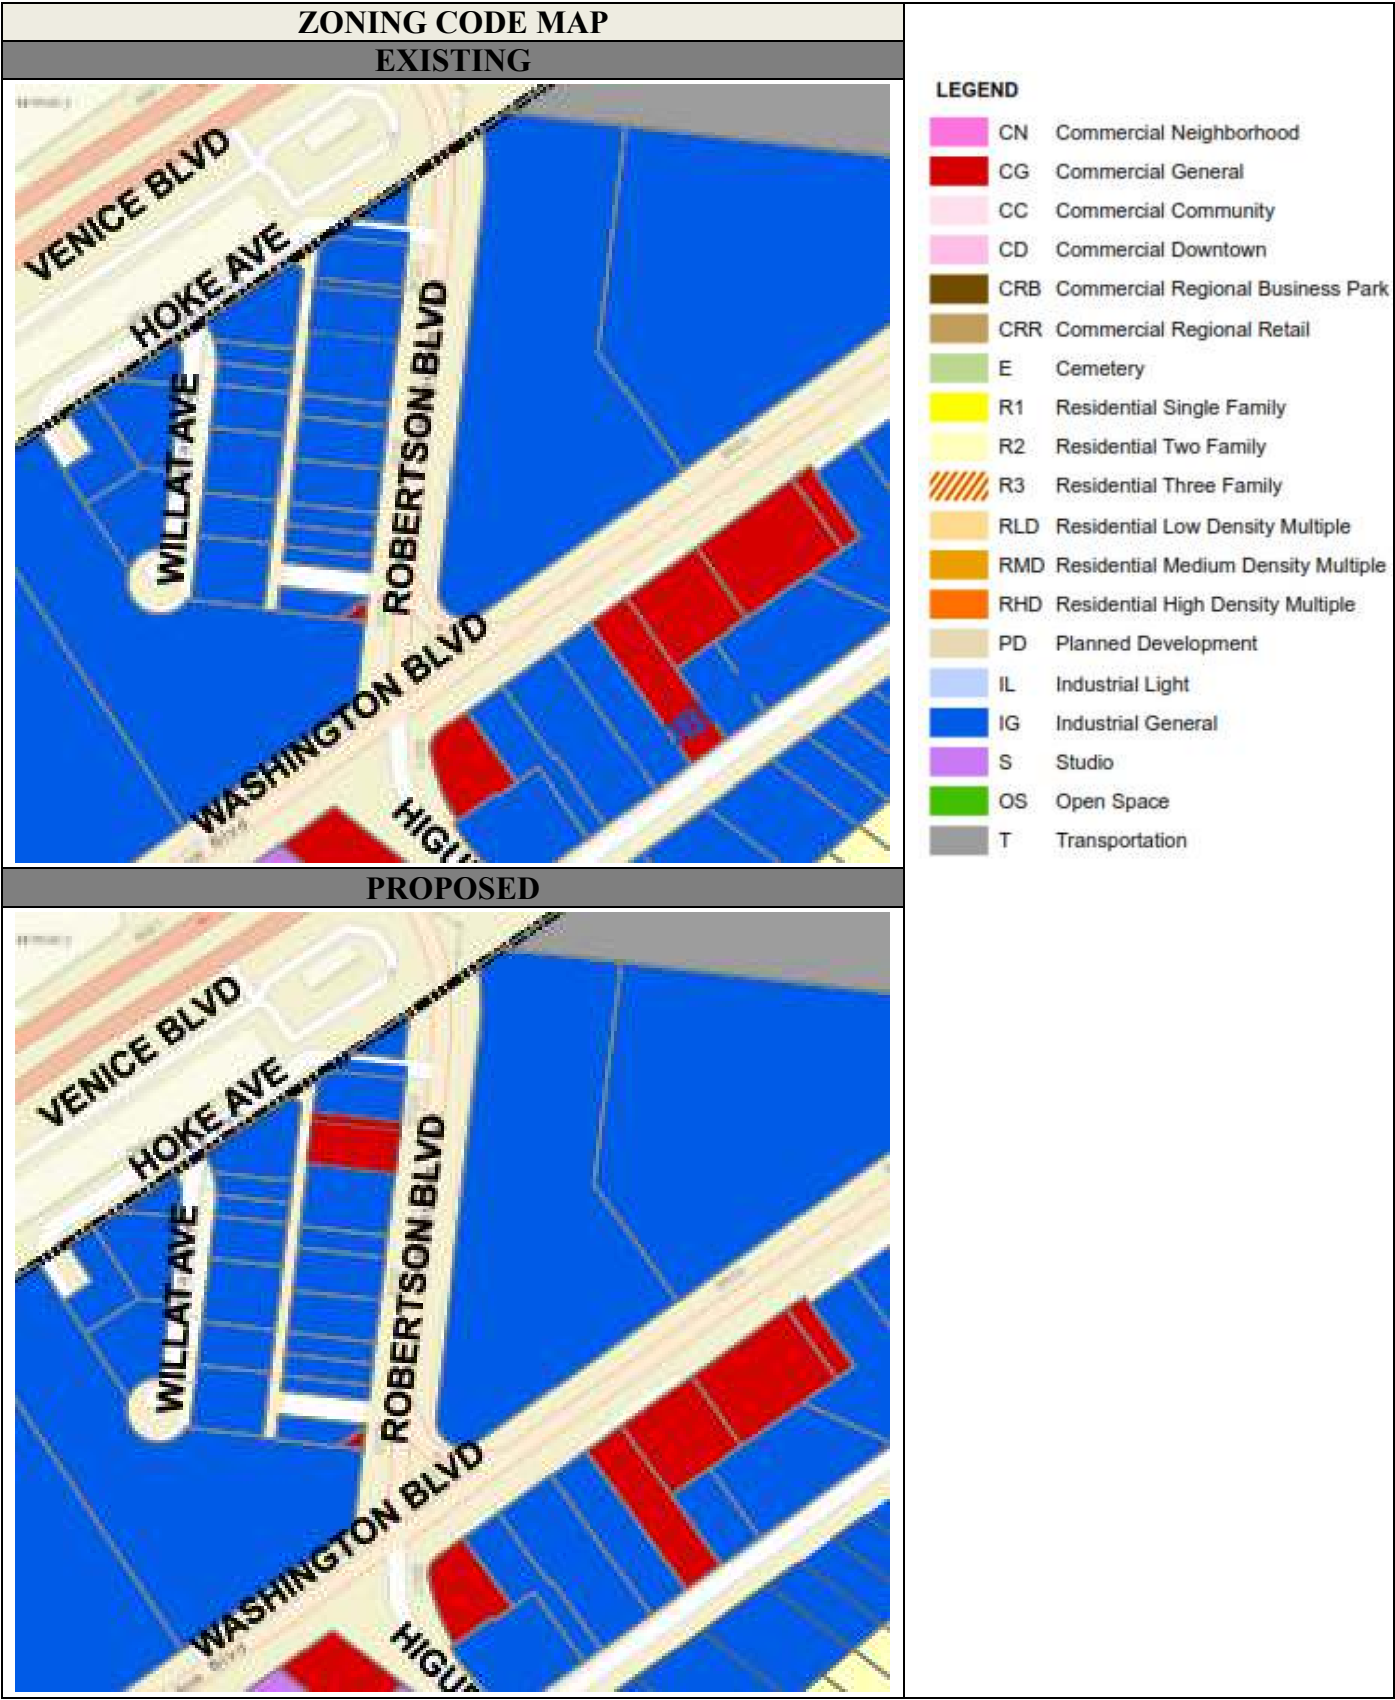 ZONING CODE MAP
EXISTING
VENICE BLVD
HOKE AVE
WILLAT AVE
ROBERTSON BLVD
WASHINGTON BLVD
HIGU
PROPOSED
VENICE BLVD
HOKE AVE
WILLAT AVE
ROBERTSON BLVD
WASHINGTON BLVD
HIGUE
LEGEND
CN Commercial Neighborhood
CG Commercial General
CC Commercial Community
CD Commercial Downtown
CRB Commercial Regional Business Park
CRR Commercial Regional Retail
E Cemetery
R1 Residential Single Family
R2 Residential Two Family
R3 Residential Three Family
RLD Residential Low Density Multiple
RMD Residential Medium Density Multiple
RHD Residential High Density Multiple
PD Planned Development
IL Industrial Light
IG Industrial General
S Studio
OS Open Space
T Transportation